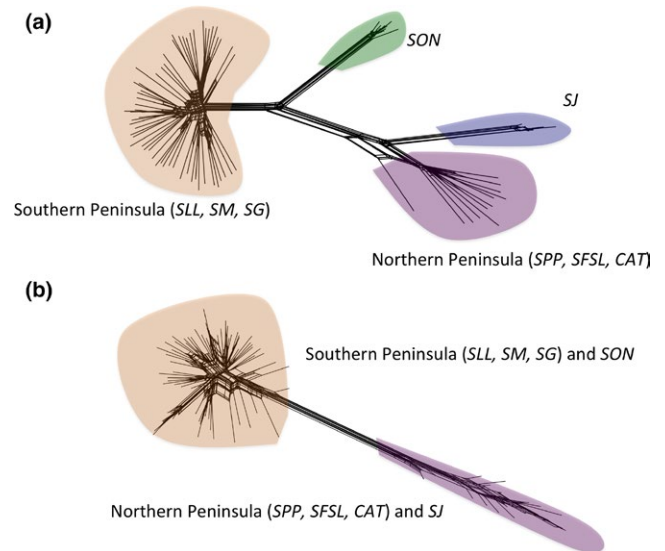 (a)
SON
SJ
Southern Peninsula (SLL, SM, SG)
Northern Peninsula (SPP, SFSL, CAT)
(b)
Southern Peninsula (SLL, SM, SG) and SON
Northern Peninsula (SPP, SFSL, CAT) and SJ